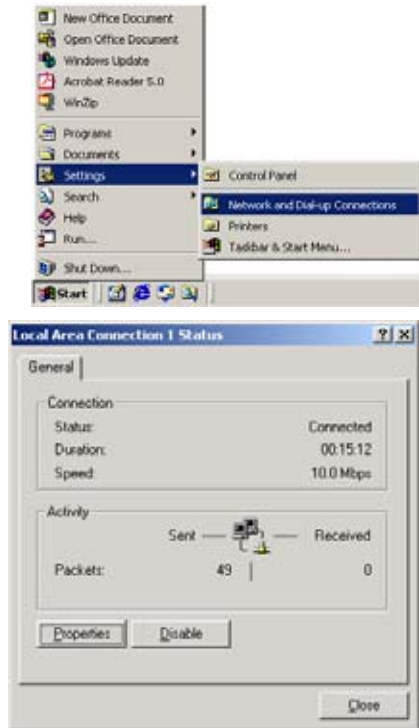 New Office Document
Open Office Document
Windows Update
Acrobat Reader 5.0
WinZip
Programs
Documents
Settings
Search
Help
Run...
Shut Down...
Control Panel
Network and Dial-up Connections
Printers
Taskbar & Start Menu...
Start
Local Area Connection 1 Status
General
Connection
Status: Connected
Duration: 00:15:12
Speed: 10.0 Mbps
Activity
Sent Received
Packets: 49 0
Properties Disable
Close